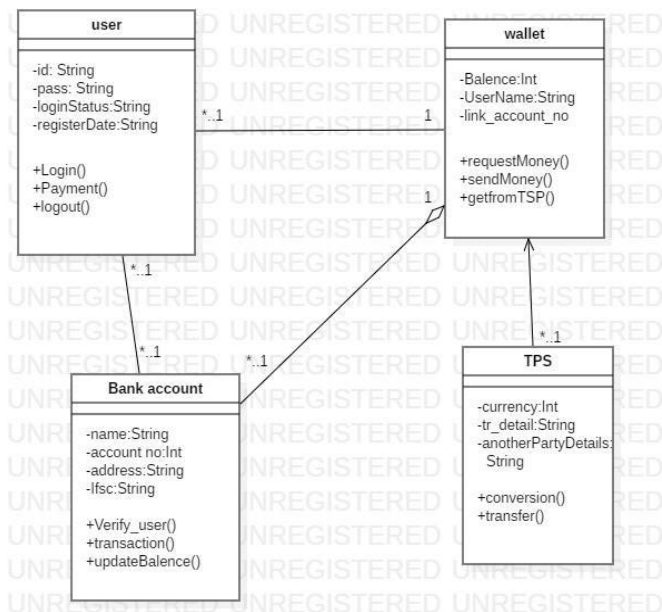 user
-id: String
-pass: String
-loginStatus:String
-registerDate:String
+Login()
+Payment()
+logout()
wallet
-Balence:Int
-UserName:String
-link_account_no
+requestMoney()
+sendMoney()
+getfromTSP()
*..1
1
1
*..1
*..1
*..1
*..1
Bank account
-name:String
-account no:Int
-address:String
-Ifsc:String
+Verify_user()
+transaction()
+updateBalence()
TPS
-currency:Int
-tr_detail:String
-anotherPartyDetails:
String
+conversion()
+transfer()
UNREGISTERED UNREGISTERED UNREGISTERED